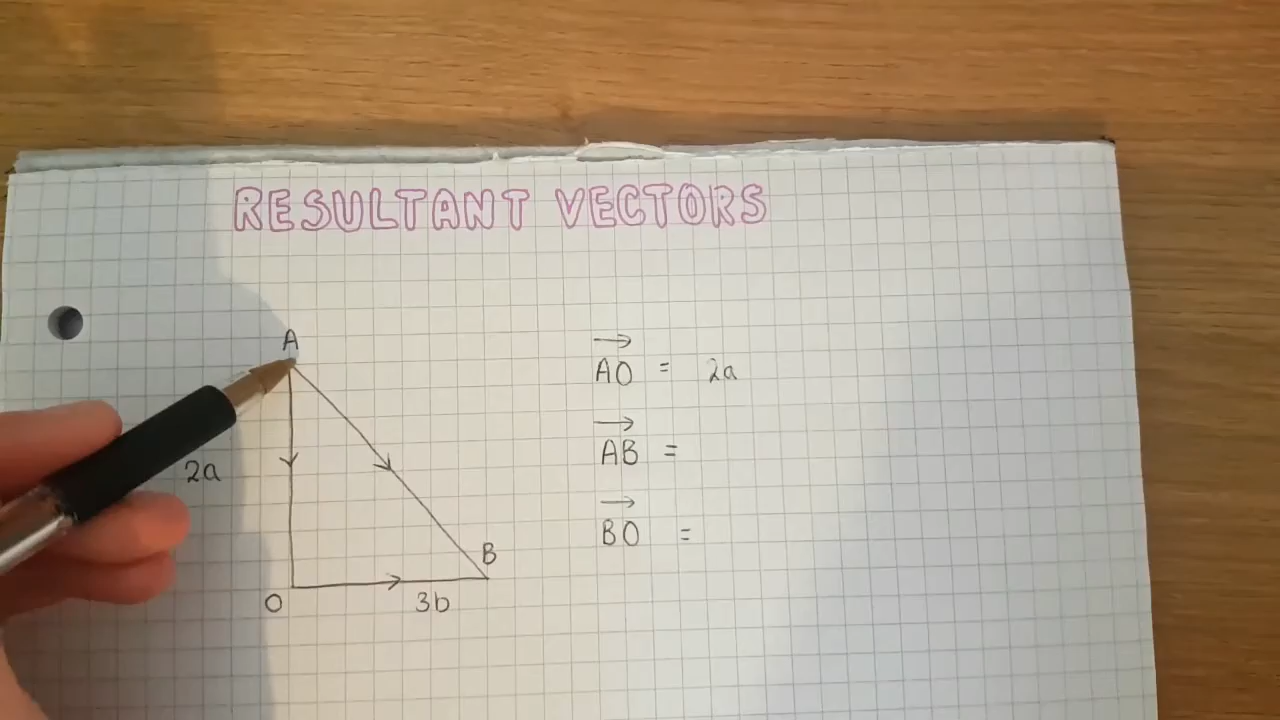 RESULTANT VECTORS
A
2a
O
3b
B
AO = 2a
AB =
BO =